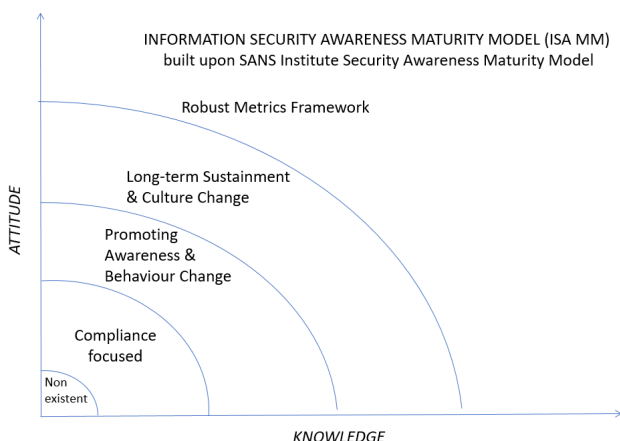 INFORMATION SECURITY AWARENESS MATURITY MODEL (ISA MM)
built upon SANS Institute Security Awareness Maturity Model
Robust Metrics Framework
Long-term Sustainment
& Culture Change
Promoting
Awareness &
Behaviour Change
Compliance
focused
Non
existent
ATTITUDE
KNOWLEDGE